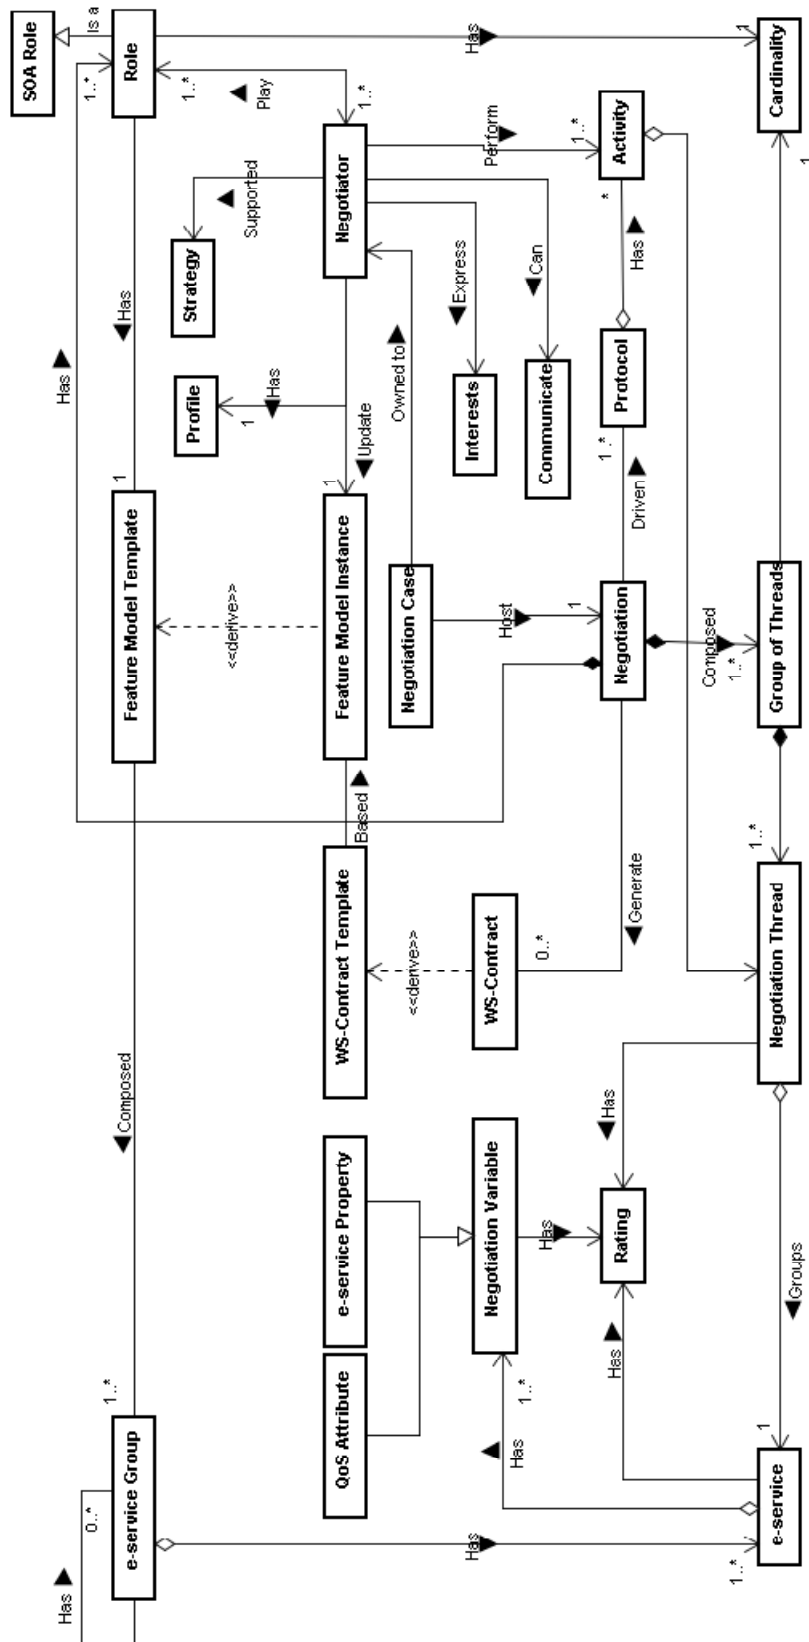 SOA Role
Is a
Role
1..*
1..*
Play
1..*
Has
1
Cardinality
1
Negotiator
Supported
Strategy
Perform
1..*
Activity
*
Has
Protocol
1..*
Driven
Has
Has
Profile
1
Has
Update
1
Owned to
Express
Interests
Can
Communicate
1
Feature Model Template
<<derive>>
Feature Model Instance
Negotiation Case
Host
1
Negotiation
Composed
1..*
Group of Threads
1..*
Based
WS-Contract Template
<<derive>>
WS-Contract
0..*
Generate
Negotiation Thread
Composed
Has
Groups
1
e-service Property
QoS Attribute
Negotiation Variable
Has
Rating
Has
1..*
Has
1..*
e-service Group
0..*
Has
Has
1..*
e-service